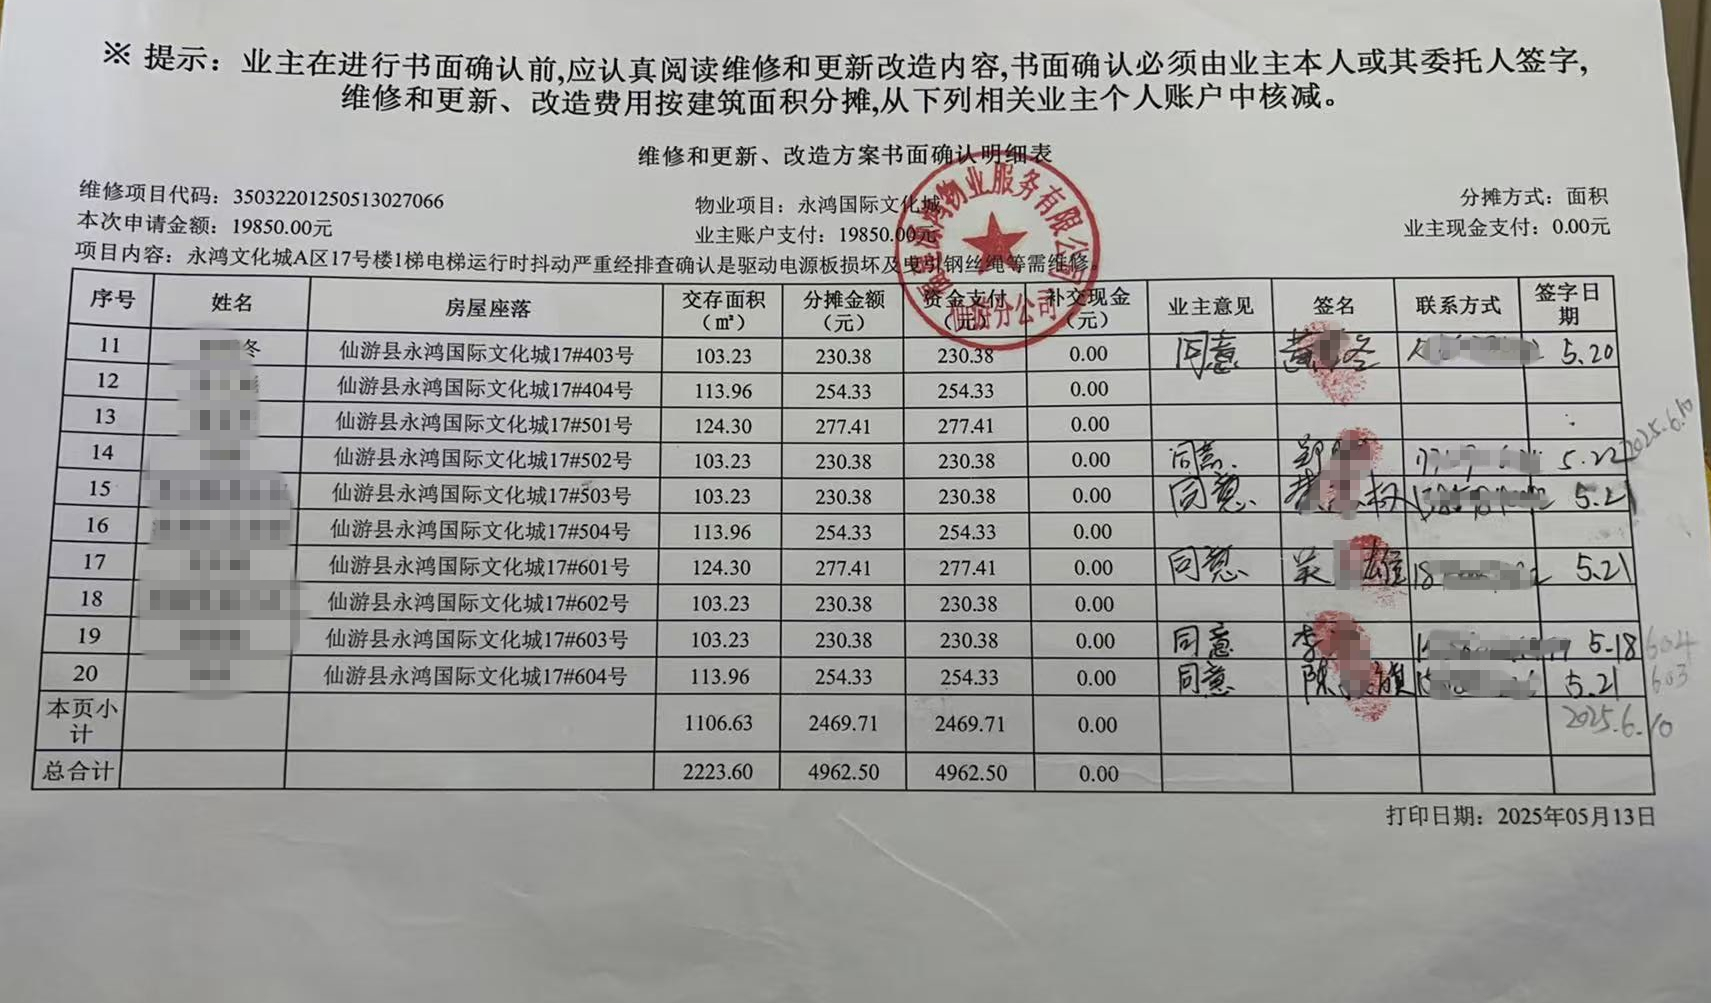 ※ 提示：业主在进行书面确认前,应认真阅读维修和更新改造内容,书面确认必须由业主本人或其委托人签字,
维修和更新、改造费用按建筑面积分摊,从下列相关业主个人账户中核减。
维修和更新、改造方案书面确认明细表
维修项目代码：35032201250513027066 物业项目：永鸿国际文化城 分摊方式：面积
本次申请金额：19850.00元 业主账户支付：19850.00元 业主现金支付：0.00元
项目内容：永鸿文化城A区17号楼1梯电梯运行时抖动严重经排查确认是驱动电源板损坏及曳引钢丝绳等需维修。
序号 姓名 房屋座落 交存面积（㎡） 分摊金额（元） 资金支付（元） 补交现金（元） 业主意见 签名 联系方式 签字日期
11 冬 仙游县永鸿国际文化城17#403号 103.23 230.38 230.38 0.00 同意 黄 冬 5.20
12 仙游县永鸿国际文化城17#404号 113.96 254.33 254.33 0.00
13 仙游县永鸿国际文化城17#501号 124.30 277.41 277.41 0.00
14 仙游县永鸿国际文化城17#502号 103.23 230.38 230.38 0.00 同意 郑 5.22 2025.6.10
15 仙游县永鸿国际文化城17#503号 103.23 230.38 230.38 0.00 同意 权 5.21
16 仙游县永鸿国际文化城17#504号 113.96 254.33 254.33 0.00
17 仙游县永鸿国际文化城17#601号 124.30 277.41 277.41 0.00 同意 吴 雄 18 5.21
18 仙游县永鸿国际文化城17#602号 103.23 230.38 230.38 0.00
19 仙游县永鸿国际文化城17#603号 103.23 230.38 230.38 0.00 同意 李 5.18 604
20 仙游县永鸿国际文化城17#604号 113.96 254.33 254.33 0.00 同意 陈 旗 5.21 603
本页小计 1106.63 2469.71 2469.71 0.00 2025.6.10
总合计 2223.60 4962.50 4962.50 0.00
打印日期：2025年05月13日
鸿物业服务有限公司
仙游分公司